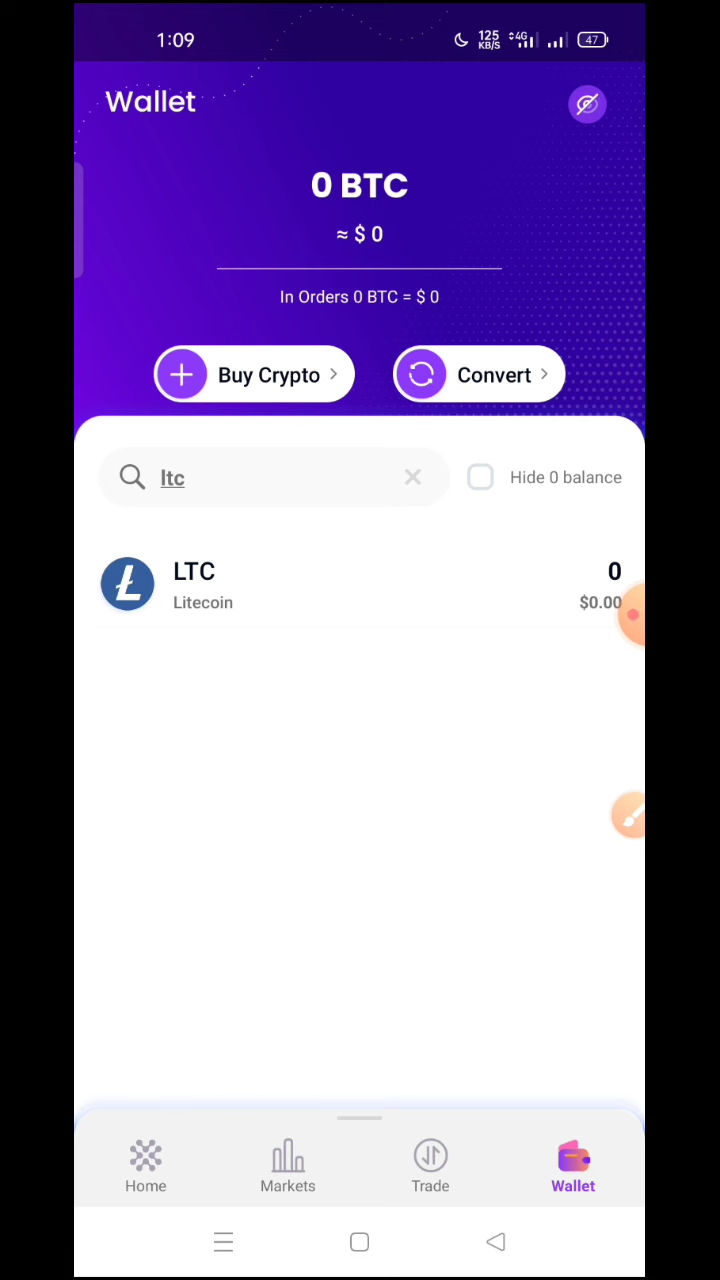 1:09
125 KB/S 4G 47
Wallet
0 BTC
≈ $ 0
In Orders 0 BTC = $ 0
Buy Crypto
Convert
ltc
Hide 0 balance
LTC
0
Litecoin
$0.00
Home
Markets
Trade
Wallet